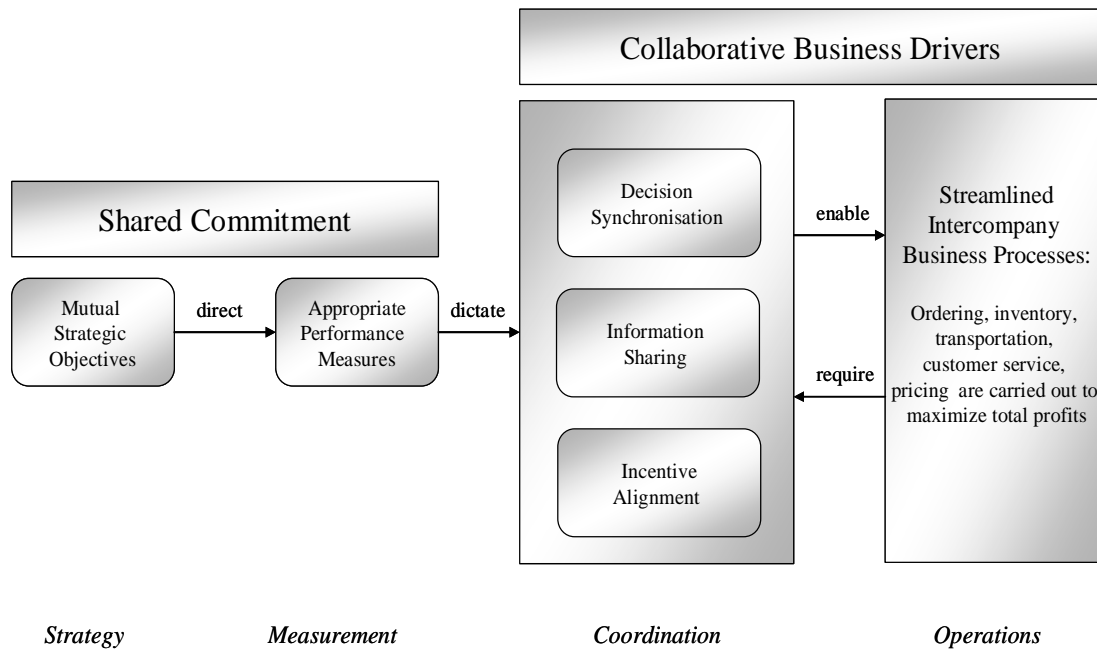 Collaborative Business Drivers
Shared Commitment
Mutual
Strategic
Objectives
direct
Appropriate
Performance
Measures
dictate
Decision
Synchronisation
Information
Sharing
Incentive
Alignment
enable
require
Streamlined
Intercompany
Business Processes:
Ordering, inventory,
transportation,
customer service,
pricing are carried out to
maximize total profits
Strategy
Measurement
Coordination
Operations